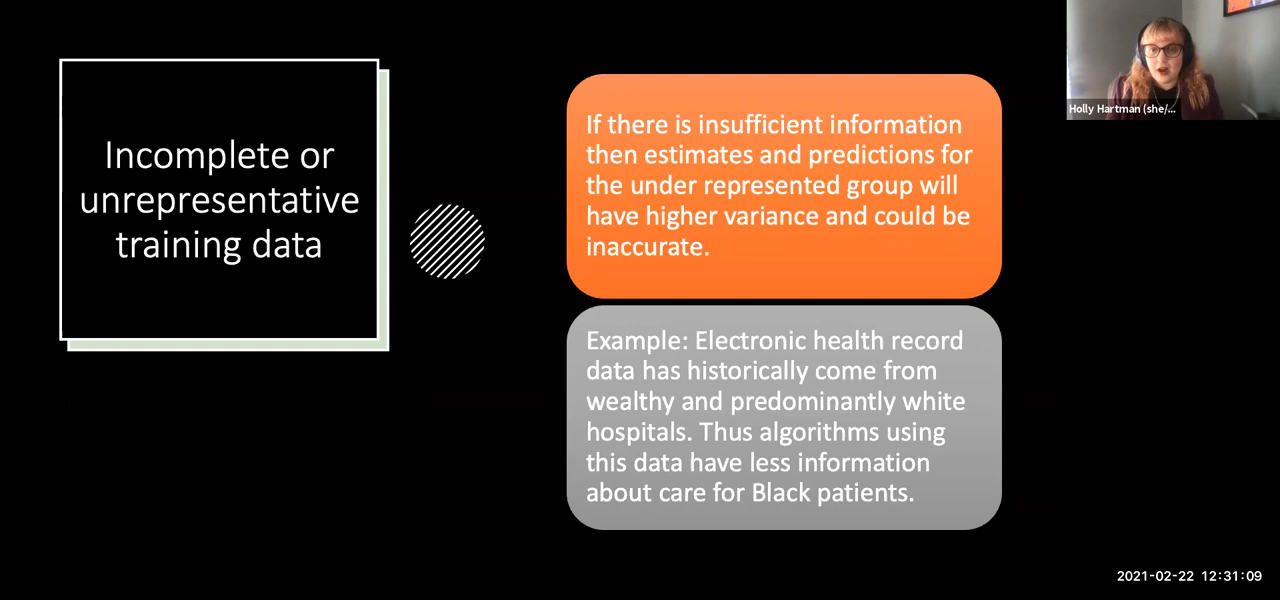 Incomplete or
unrepresentative
training data
If there is insufficient information
then estimates and predictions for
the under represented group will
have higher variance and could be
inaccurate.
Example: Electronic health record
data has historically come from
wealthy and predominantly white
hospitals. Thus algorithms using
this data have less information
about care for Black patients.
Holly Hartman (she/...
2021-02-22 12:31:09